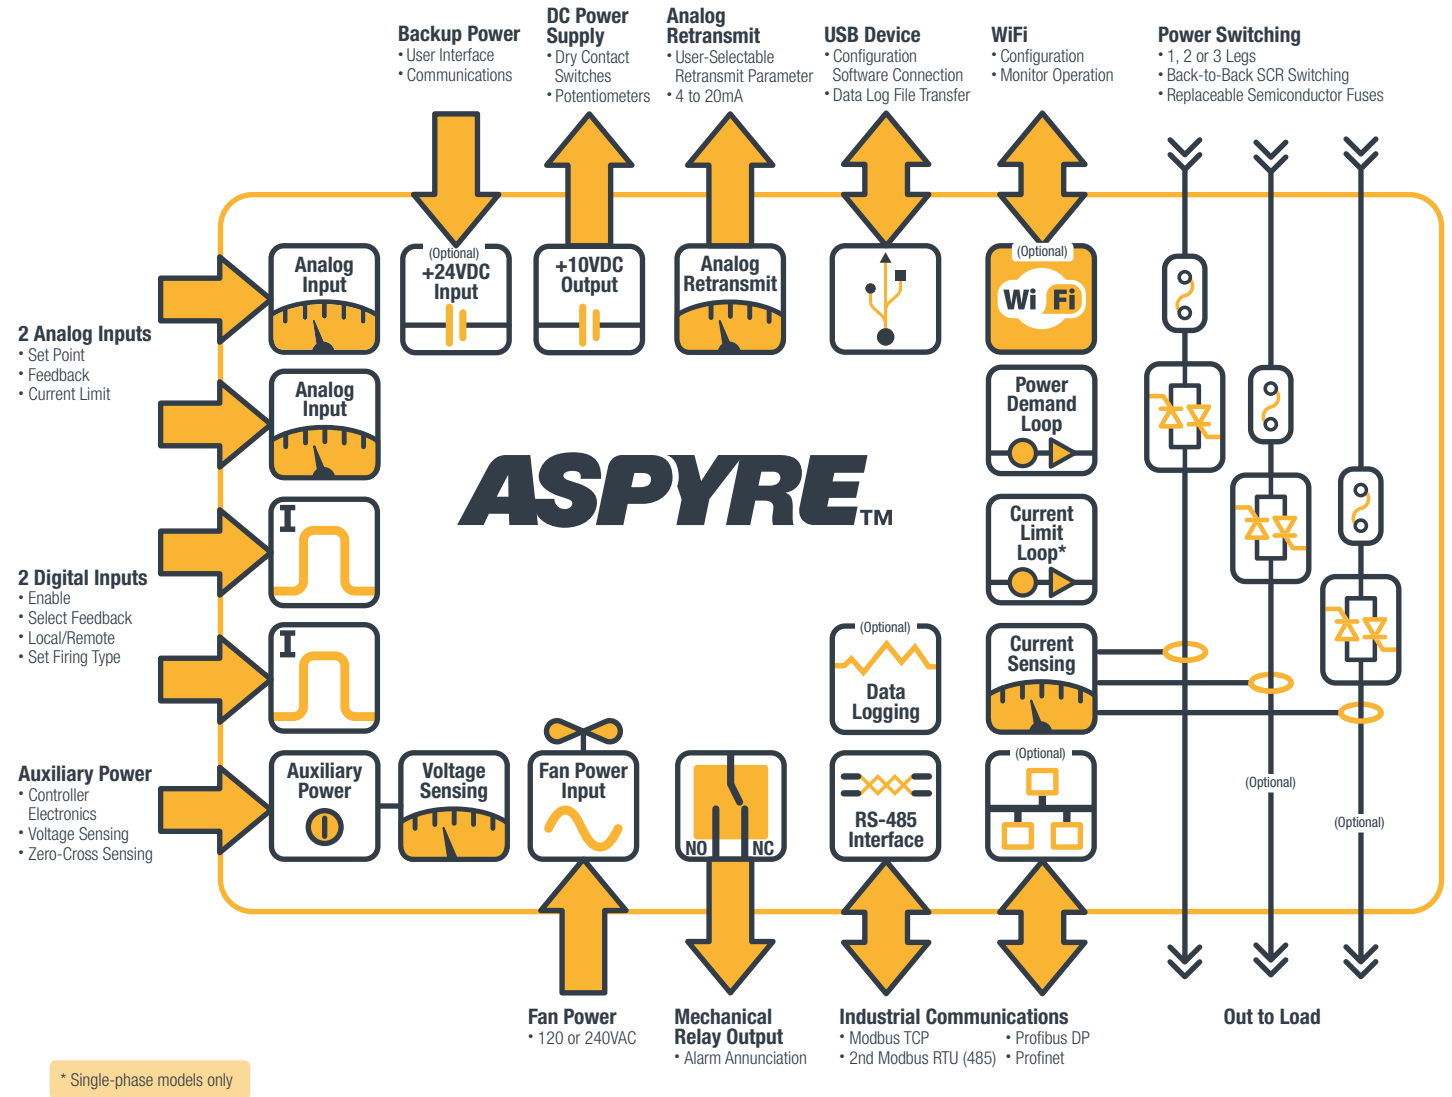 Backup Power
• User Interface
• Communications
DC Power
Supply
• Dry Contact
Switches
• Potentiometers
Analog
Retransmit
• User-Selectable
Retransmit Parameter
• 4 to 20mA
USB Device
• Configuration
Software Connection
• Data Log File Transfer
WiFi
• Configuration
• Monitor Operation
Power Switching
• 1, 2 or 3 Legs
• Back-to-Back SCR Switching
• Replaceable Semiconductor Fuses
2 Analog Inputs
• Set Point
• Feedback
• Current Limit
Analog
Input
(Optional)
+24VDC
Input
+10VDC
Output
Analog
Retransmit
(Optional)
Wi Fi
Analog
Input
Power
Demand
Loop
ASPYRE™
Current
Limit
Loop*
2 Digital Inputs
• Enable
• Select Feedback
• Local/Remote
• Set Firing Type
I
I
(Optional)
Data
Logging
Current
Sensing
Auxiliary Power
• Controller
Electronics
• Voltage Sensing
• Zero-Cross Sensing
Auxiliary
Power
Voltage
Sensing
Fan Power
Input
NO
NC
RS-485
Interface
(Optional)
(Optional)
(Optional)
Fan Power
• 120 or 240VAC
Mechanical
Relay Output
• Alarm Annunciation
Industrial Communications
• Modbus TCP
• 2nd Modbus RTU (485)
• Profibus DP
• Profinet
Out to Load
* Single-phase models only